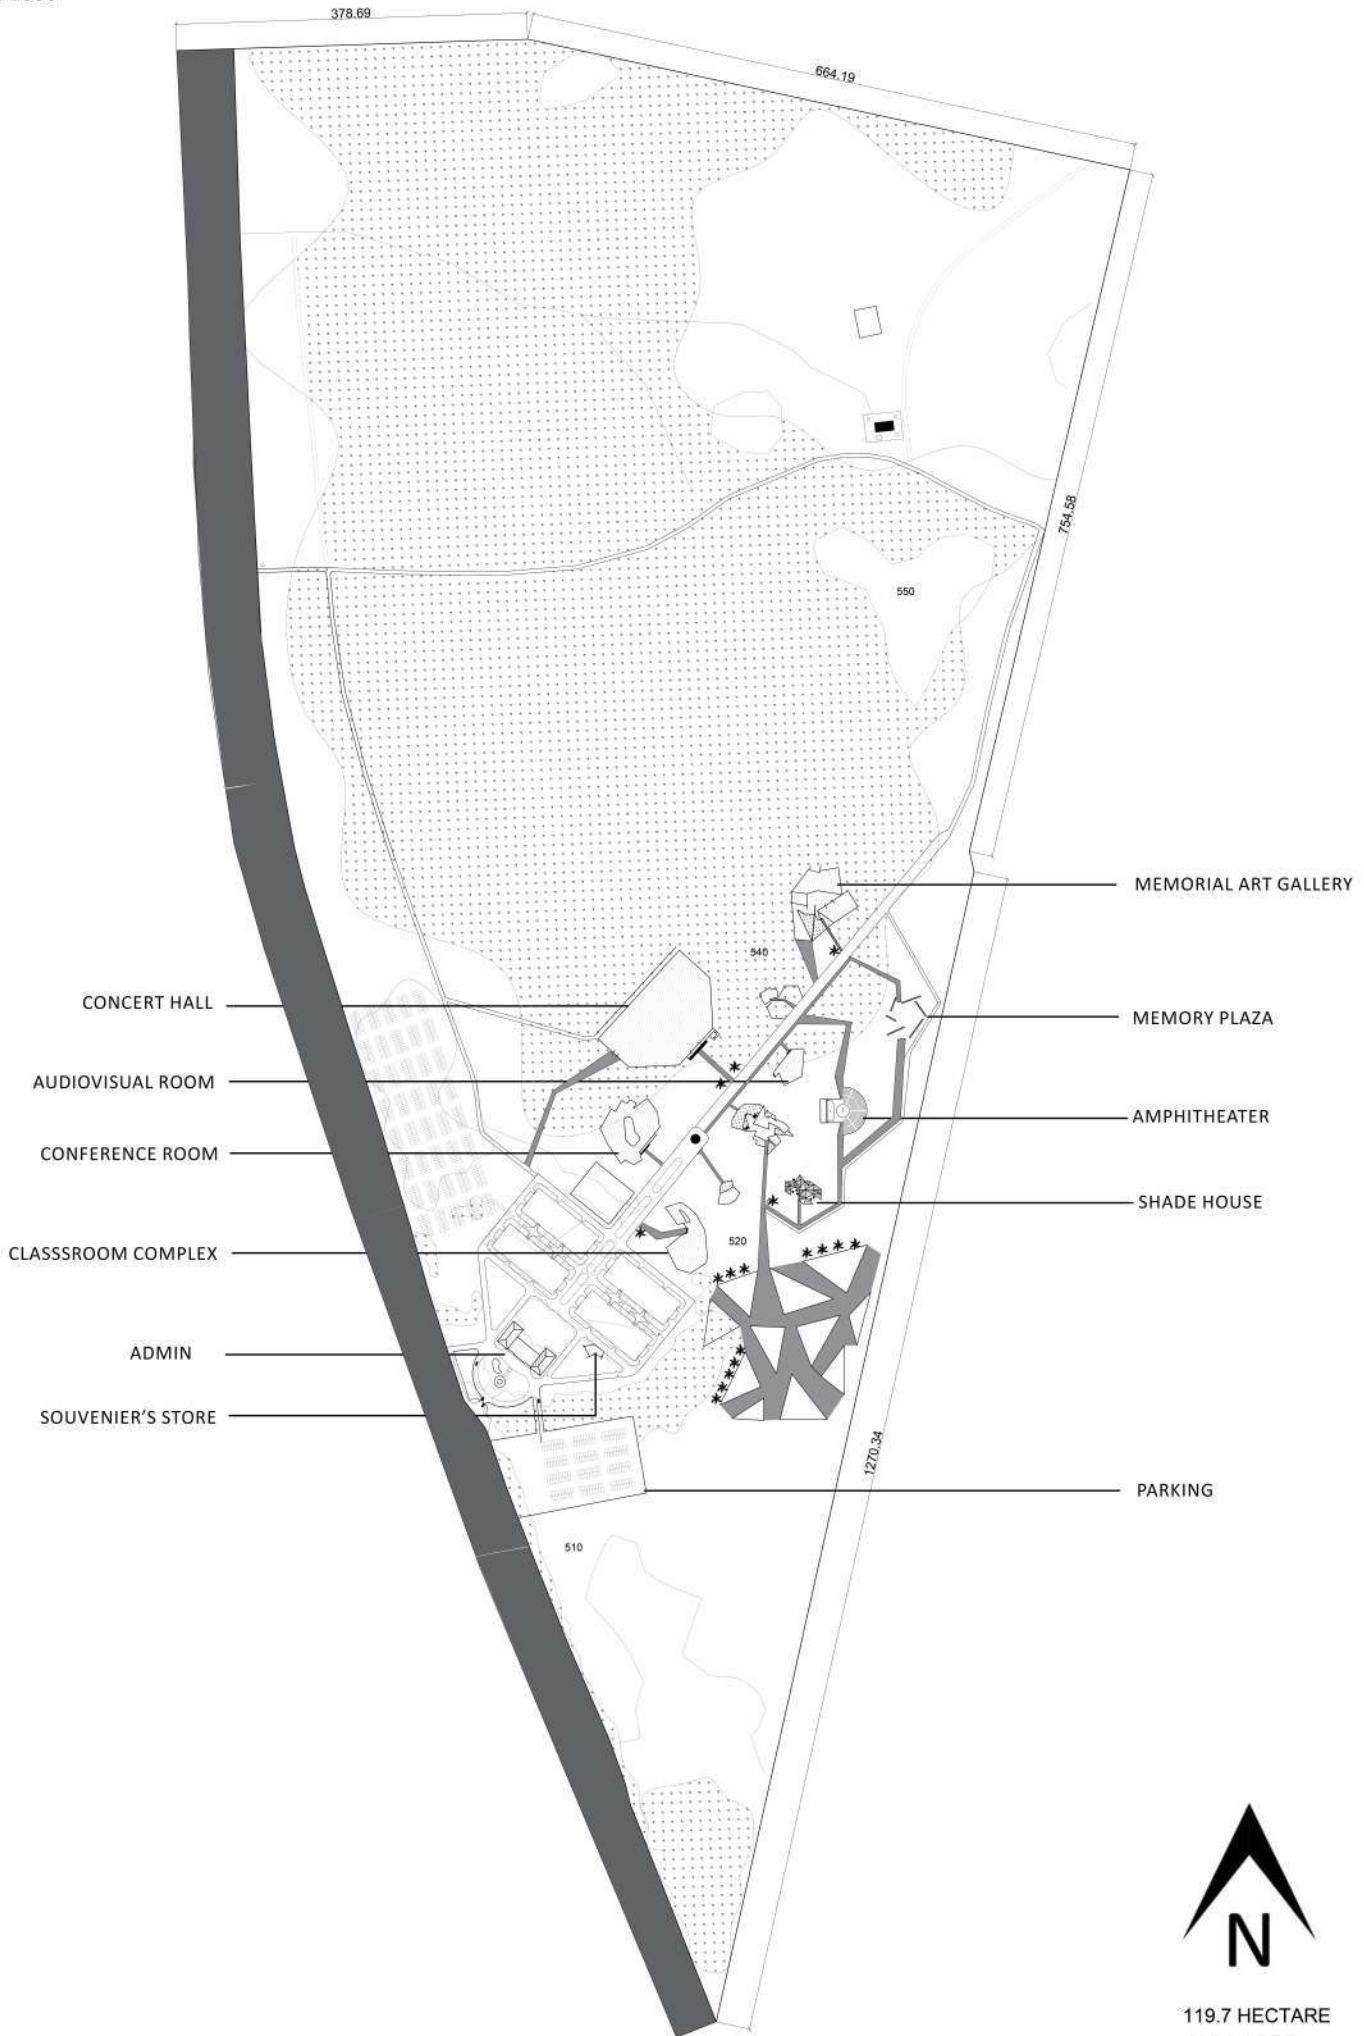 378.69
664.19
754.58
550
MEMORIAL ART GALLERY
540
CONCERT HALL
MEMORY PLAZA
AUDIOVISUAL ROOM
AMPHITHEATER
CONFERENCE ROOM
SHADE HOUSE
520
CLASSSROOM COMPLEX
ADMIN
SOUVENIER'S STORE
1270.34
PARKING
510
N
119.7 HECTARE